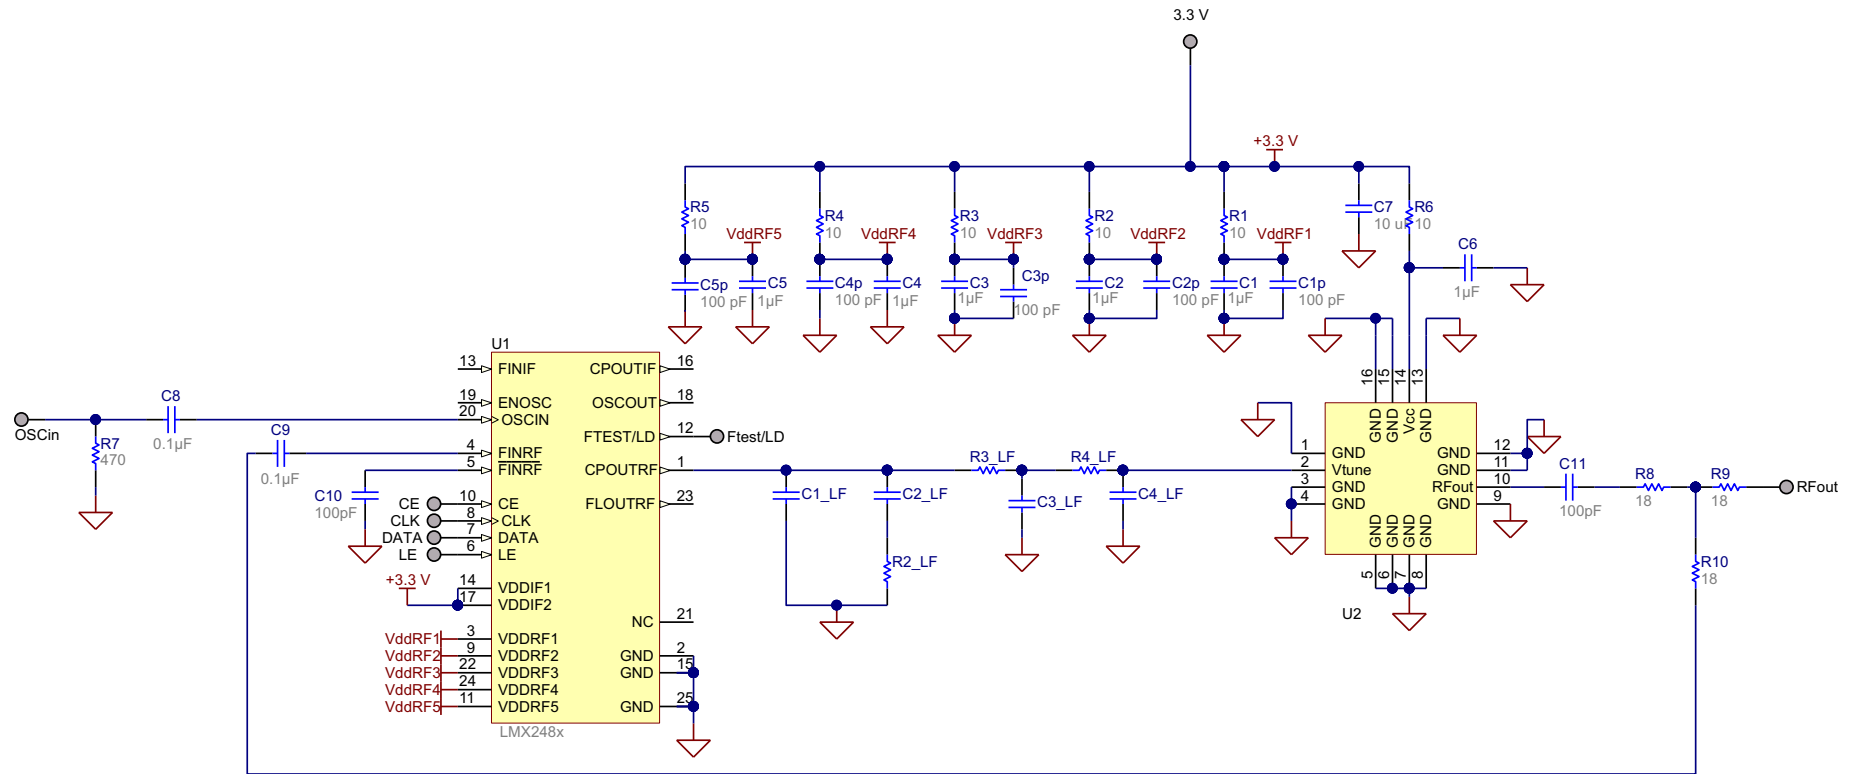 3.3 V
+3.3 V
R5
10
R4
10
R3
10
R2
10
R1
10
C7
10 u
R6
10
VddRF5
VddRF4
VddRF3
VddRF2
VddRF1
C6
1µF
C5p
100 pF
C5
1µF
C4p
100 pF
C4
1µF
C3
1µF
C3p
100 pF
C2
1µF
C2p
100 pF
C1
1µF
C1p
100 pF
U1
13 FINIF CPOUTIF 16
19 ENOSC OSCOUT 18
20 OSCIN
FTEST/LD 12 Ftest/LD
4 FINRF
5 FINRF CPOUTRF 1
10 CE FLOUTRF 23
8 CLK
7 DATA
6 LE
14 VDDIF1
17 VDDIF2
NC 21
3 VDDRF1
9 VDDRF2 GND 2
22 VDDRF3 GND 15
24 VDDRF4
11 VDDRF5 GND 25
LMX248x
OSCin
R7
470
C8
0.1µF
C9
0.1µF
C10
100pF
CE
CLK
DATA
LE
+3.3 V
VddRF1
VddRF2
VddRF3
VddRF4
VddRF5
C1_LF
C2_LF
R2_LF
R3_LF
C3_LF
R4_LF
C4_LF
16 15 14 13
GND GND Vcc GND
1 GND GND 12
2 Vtune GND 11
3 GND RFout 10
4 GND GND 9
GND GND GND GND
5 6 7 8
U2
C11
100pF
R8
18
R9
18
RFout
R10
18